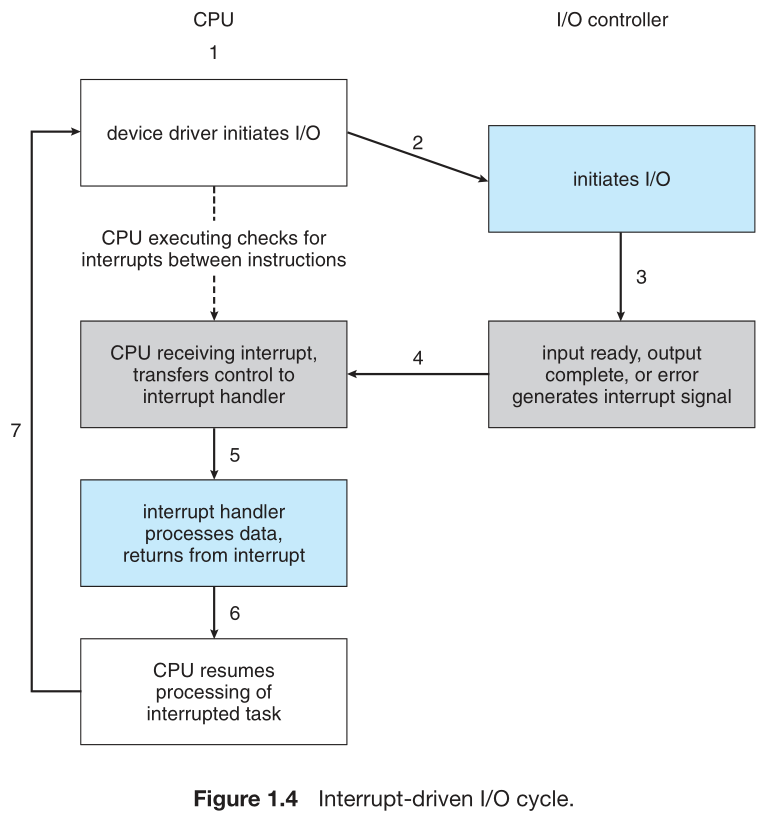 CPU
I/O controller
1
device driver initiates I/O
2
initiates I/O
CPU executing checks for
interrupts between instructions
3
CPU receiving interrupt,
transfers control to
interrupt handler
4
input ready, output
complete, or error
generates interrupt signal
7
5
interrupt handler
processes data,
returns from interrupt
6
CPU resumes
processing of
interrupted task
Figure 1.4 Interrupt-driven I/O cycle.